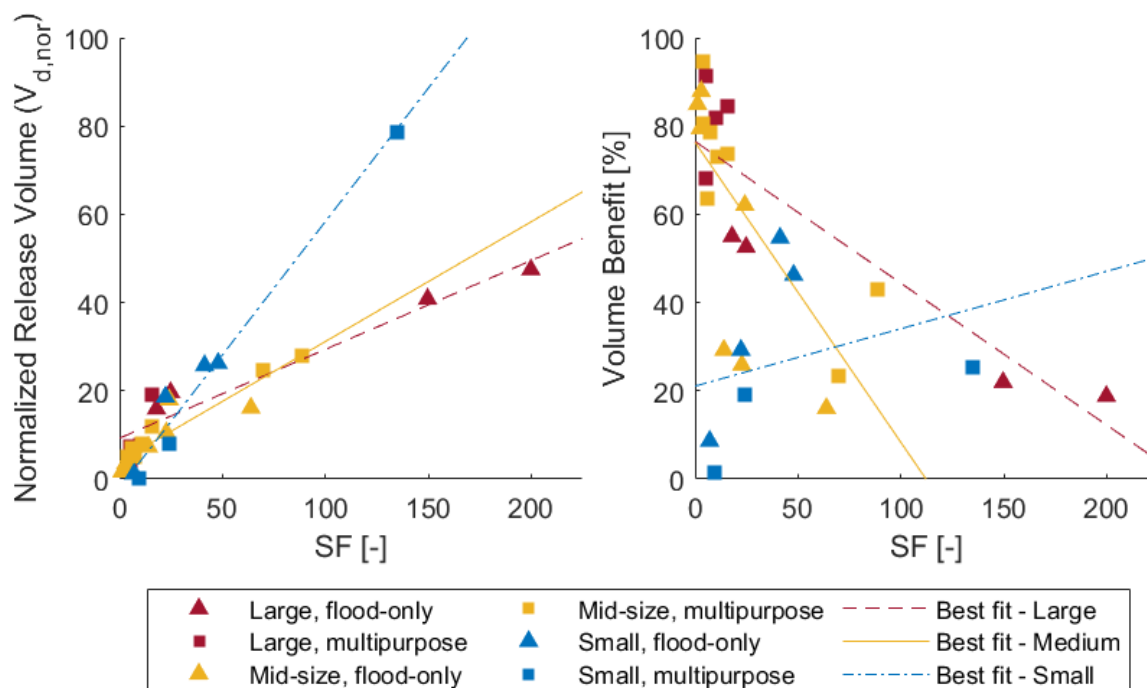 Normalized Release Volume (V_{d,nor})
100
80
60
40
20
0
0 50 100 150 200
SF [-]
Volume Benefit [%]
100
80
60
40
20
0
0 50 100 150 200
SF [-]
Large, flood-only
Large, multipurpose
Mid-size, flood-only
Mid-size, multipurpose
Small, flood-only
Small, multipurpose
Best fit - Large
Best fit - Medium
Best fit - Small